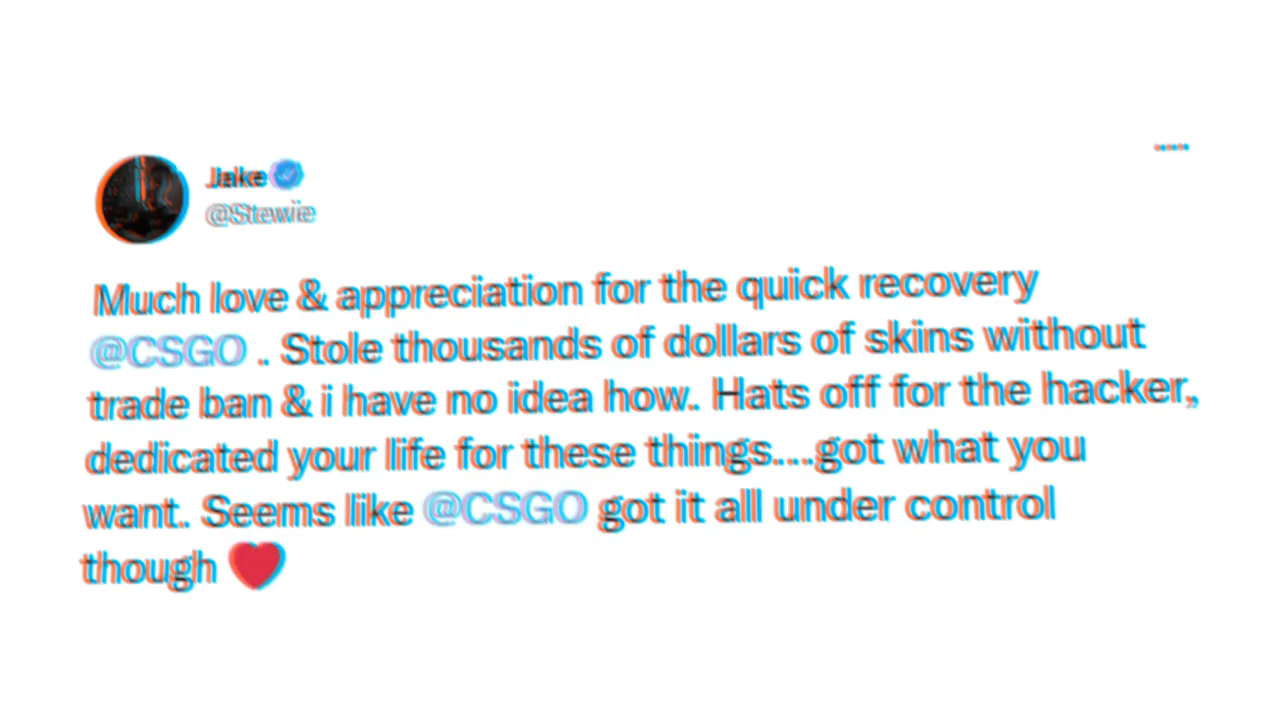 Jake
@Stewie
Much love & appreciation for the quick recovery
@CSGO . Stole thousands of dollars of skins without
trade ban & i have no idea how. Hats off for the hacker,
dedicated your life for these things....got what you
want. Seems like @CSGO got it all under control
though ❤️